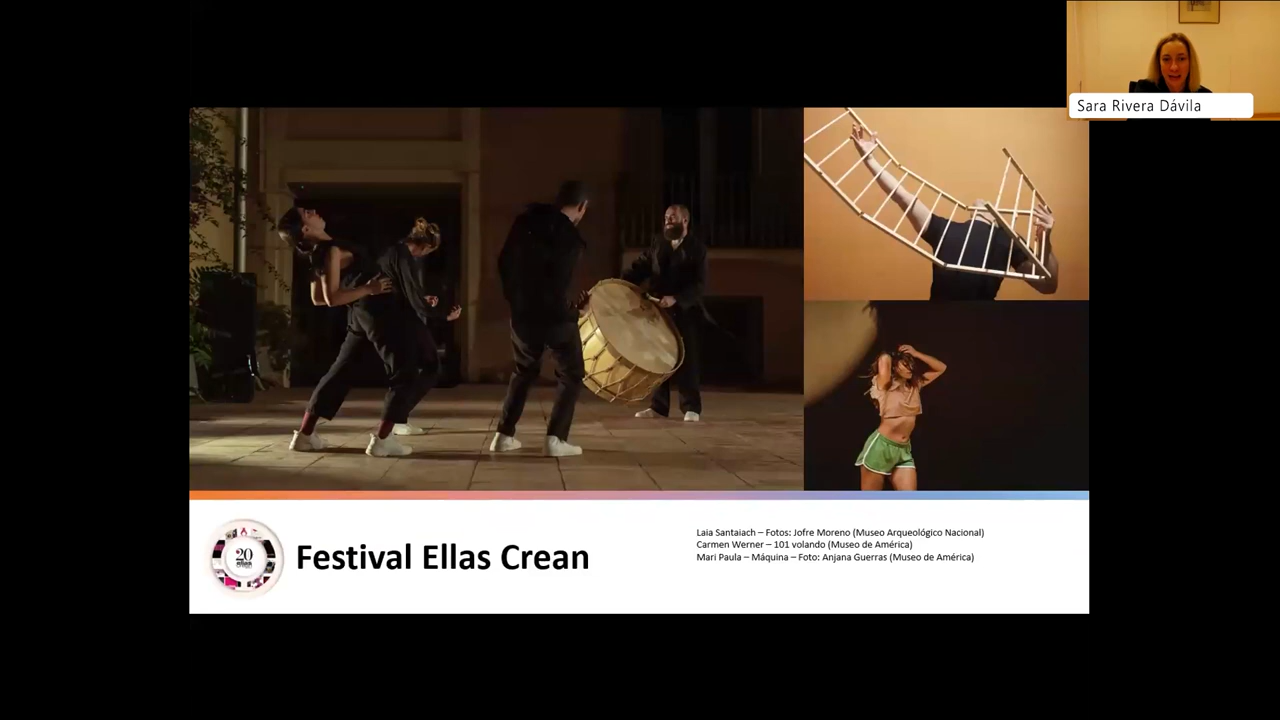 Sara Rivera Dávila
20
Festival Ellas Crean
Laia Santaiach – Fotos: Jofre Moreno (Museo Arqueológico Nacional)
Carmen Werner – 101 volando (Museo de América)
Mari Paula – Máquina – Foto: Anjana Guerras (Museo de América)